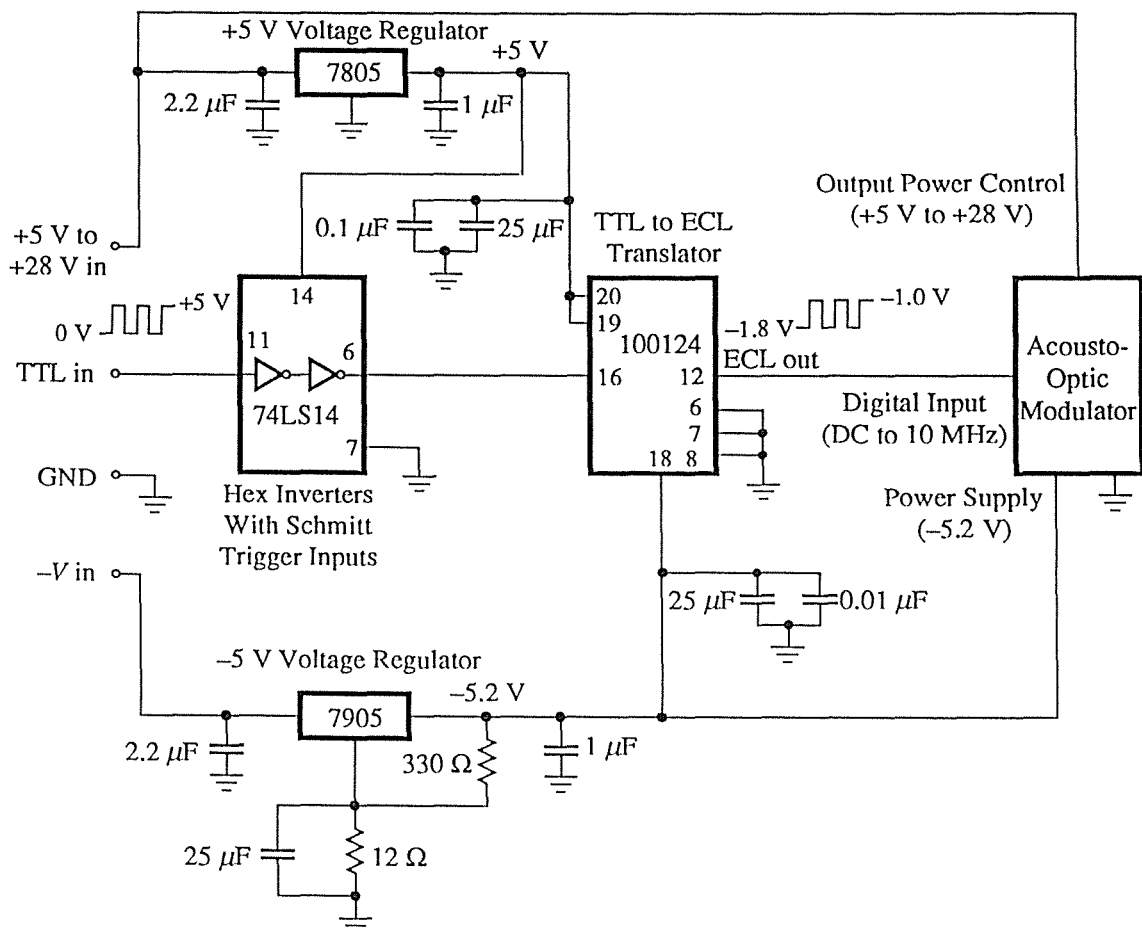 +5 V Voltage Regulator
+5 V
7805
2.2 µF
1 µF
Output Power Control
(+5 V to +28 V)
0.1 µF
25 µF
TTL to ECL
Translator
+5 V to
+28 V in
14
20
19
100124
+5 V
0 V
11
6
–1.0 V
–1.8 V
ECL out
Acousto-
Optic
Modulator
TTL in
16
12
74LS14
6
7
8
18
7
Digital Input
(DC to 10 MHz)
GND
Hex Inverters
With Schmitt
Trigger Inputs
Power Supply
(–5.2 V)
–V in
25 µF
0.01 µF
–5 V Voltage Regulator
–5.2 V
7905
2.2 µF
330 Ω
1 µF
25 µF
12 Ω